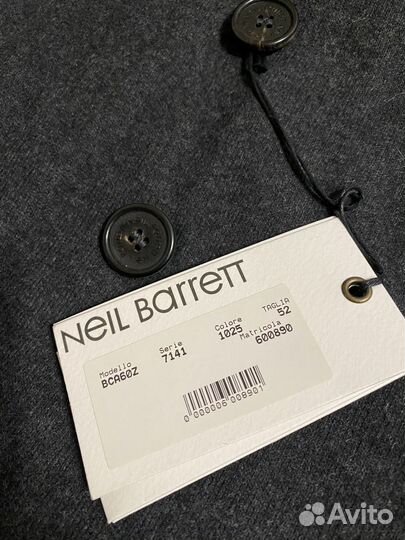 NEIL BARRETT
Modello Serie Colore TAGLIA
BCA60Z 7141 1025 52
Matricola
600890
0 000006 008901
Avito